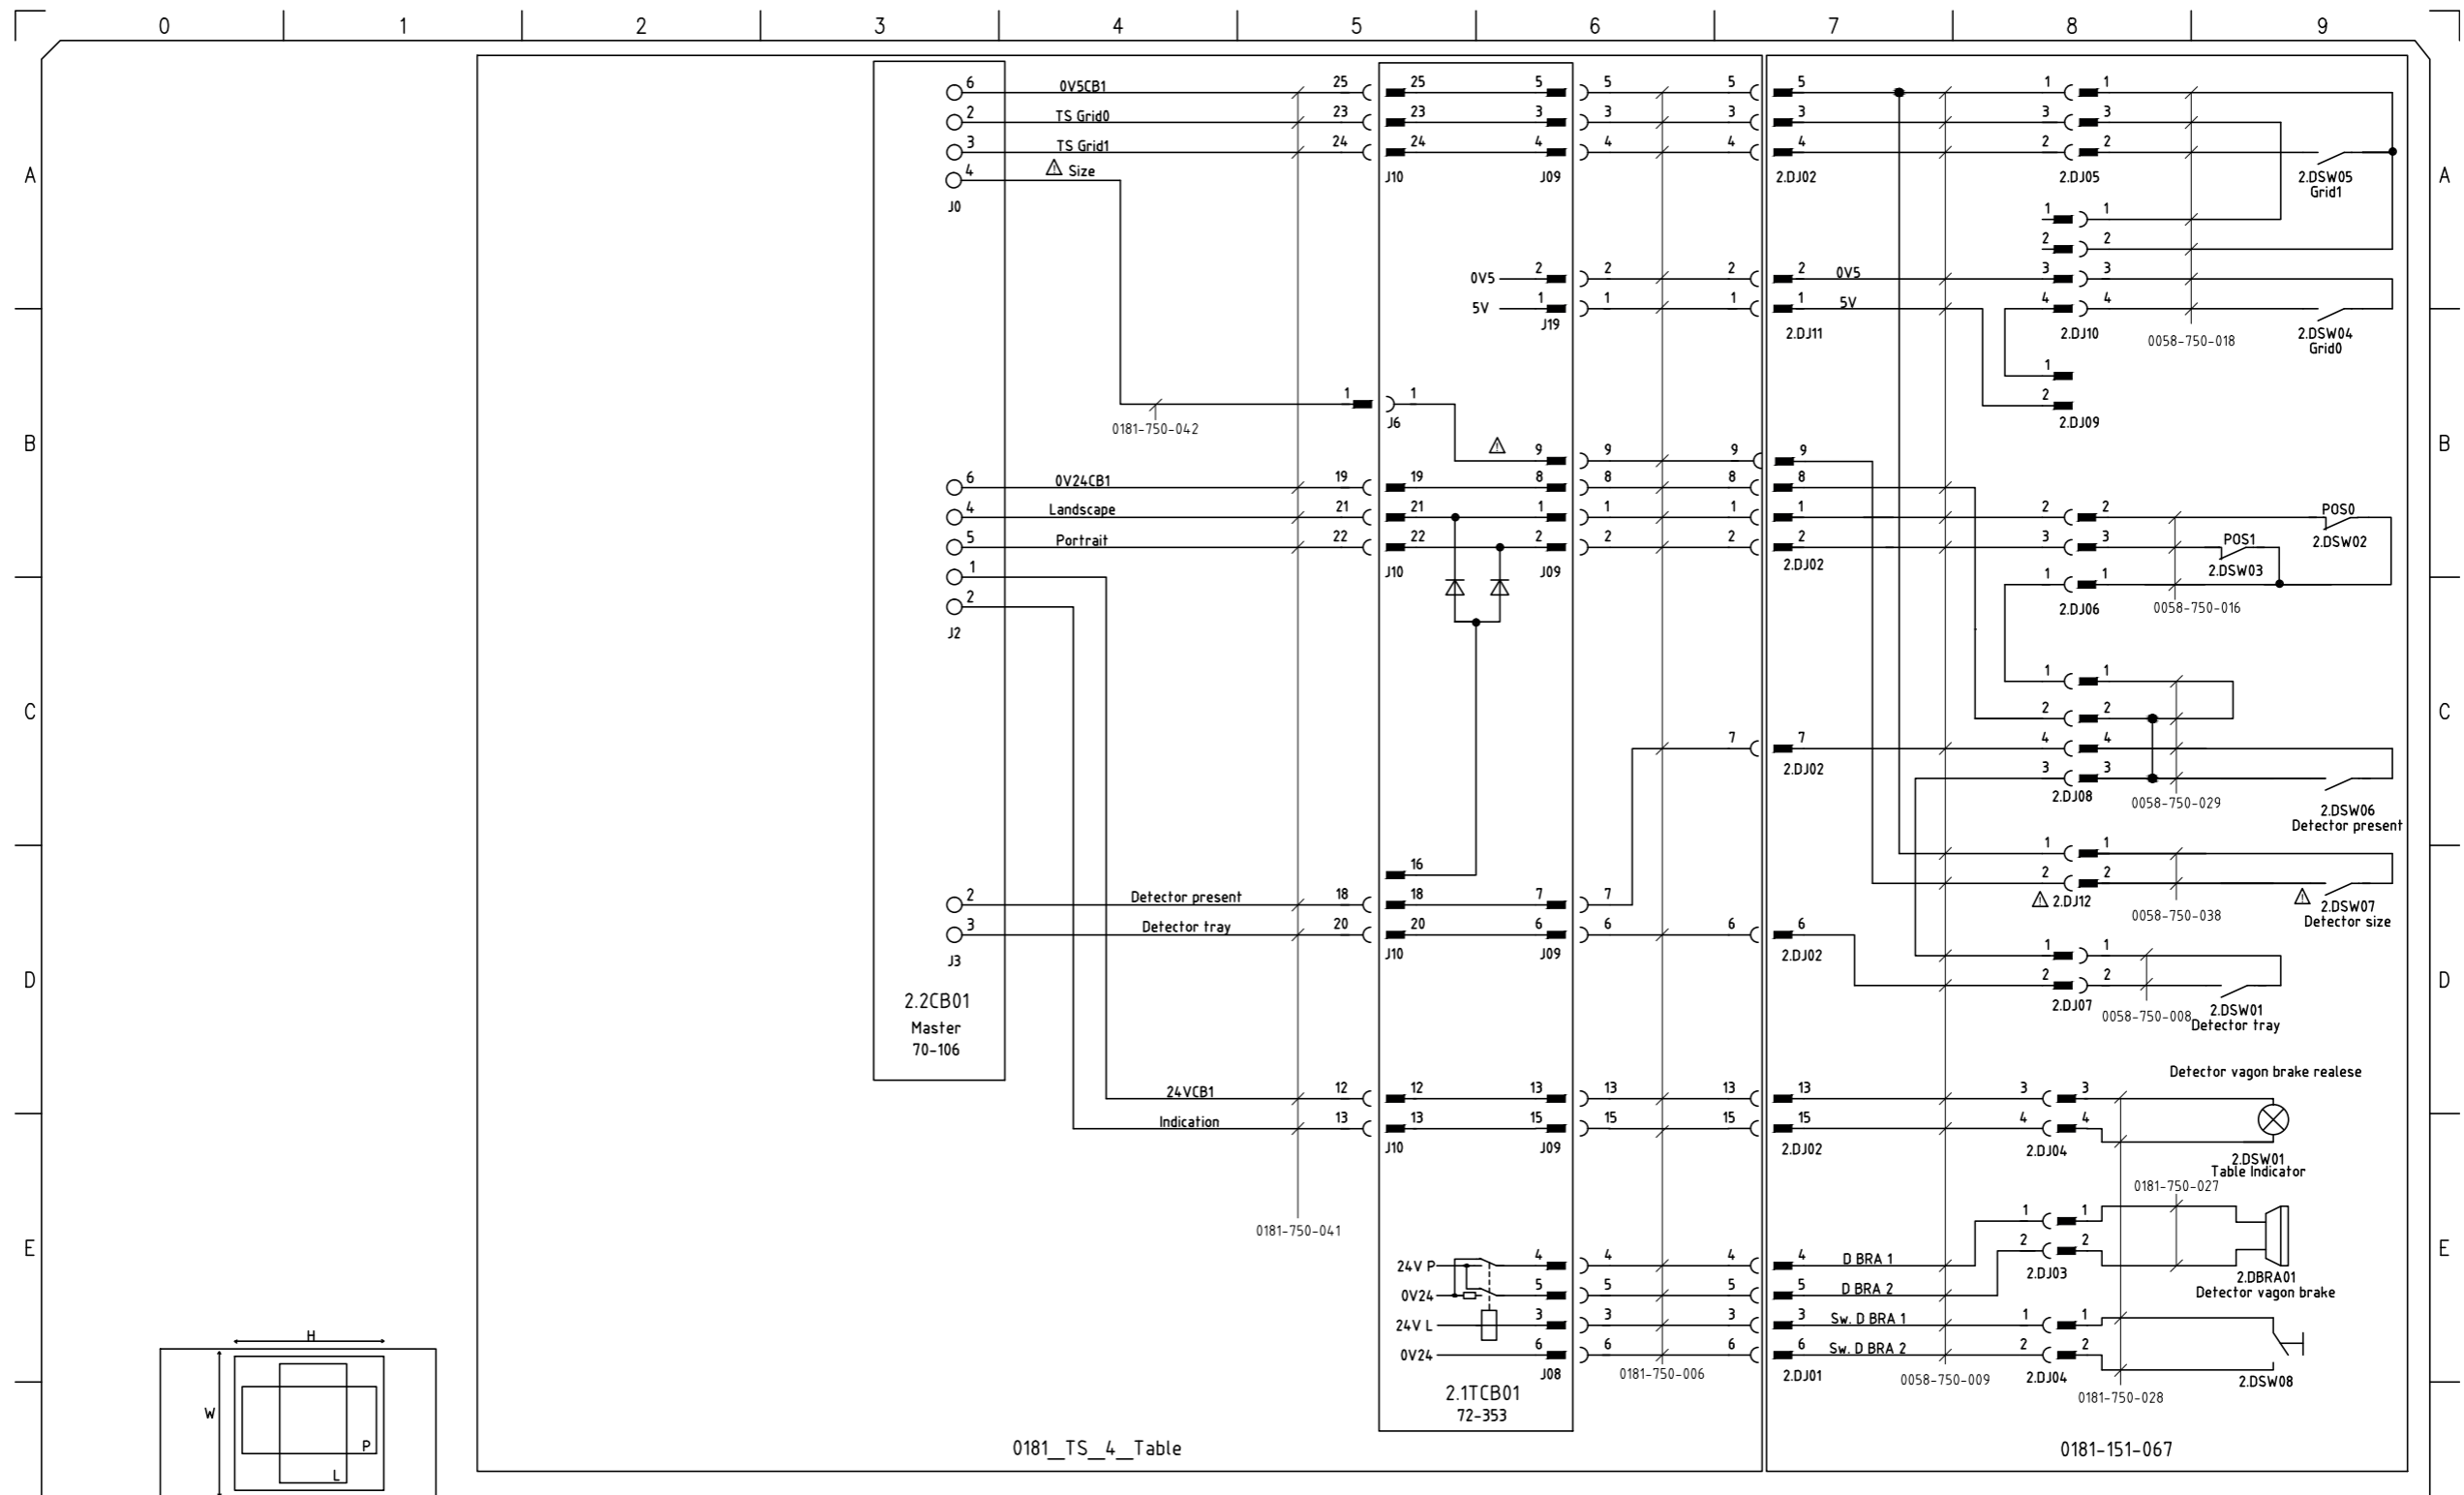 0 1 2 3 4 5 6 7 8 9
A A
B B
C C
D D
E E
6 0V5CB1 25 25 5 5 5 5 1 1
2 TS Grid0 23 23 3 3 3 3 3 3
3 TS Grid1 24 24 4 4 4 4 2 2
4 ⚠ Size
J0 J10 J09 2.DJ02 2.DJ05 2.DSW05
Grid1
1 1
2 2
0V5 2 2 2 2 0V5 3 3
5V 1 1 1 1 5V 4 4
J19 2.DJ11 2.DJ10 0058-750-018 2.DSW04
Grid0
1
2
2.DJ09
1 1
0181-750-042 J6
⚠ 9 9 9 9
6 0V24CB1 19 19 8 8 8 8
4 Landscape 21 21 1 1 1 1 2 2 POS0
2.DSW02
5 Portrait 22 22 2 2 2 2 3 3 POS1
2.DSW03
J10 J09 2.DJ02
1 1 1
2.DJ06 0058-750-016
2
J2
1 1
2 2
7 7 4 4
2.DJ02 3 3
2.DJ08 0058-750-029 2.DSW06
Detector present
1 1
16
2 2
⚠ 2.DJ12 0058-750-038 ⚠ 2.DSW07
Detector size
2 Detector present 18 18 7 7
3 Detector tray 20 20 6 6 6 6
J3 J10 J09 2.DJ02
1 1
2 2
2.DJ07 0058-750-008 2.DSW01
Detector tray
2.2CB01
Master
70-106
Detector vagon brake realese
24VCB1 12 12 13 13 13 13 3 3
Indication 13 13 15 15 15 15 4 4
J10 J09 2.DJ02 2.DJ04 2.DSW01
Table Indicator
0181-750-027
0181-750-041
1 1
2 2
2.DJ03 2.DBRA01
Detector vagon brake
24V P 4 4 4 4 D BRA 1
0V24 5 5 5 5 D BRA 2
24V L 3 3 3 3 Sw. D BRA 1 1 1
0V24 6 6 6 6 Sw. D BRA 2 2 2
J08 0181-750-006 2.DJ01 0058-750-009 2.DJ04 0181-750-028 2.DSW08
2.1TCB01
72-353
0181_TS_4_Table
0181-151-067
H
W
P
L